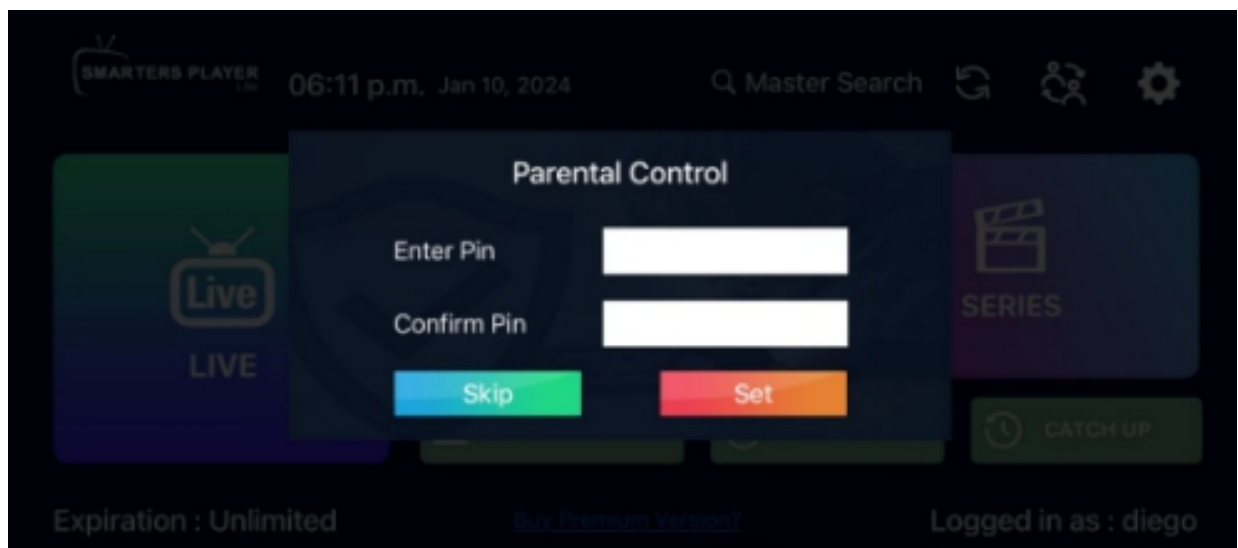 SMARTERS PLAYER
LITE
06:11 p.m. Jan 10, 2024
Master Search
Parental Control
Enter Pin
Confirm Pin
Skip
Set
Live
LIVE
SERIES
CATCH UP
Expiration : Unlimited
Buy Premium Version?
Logged in as : diego